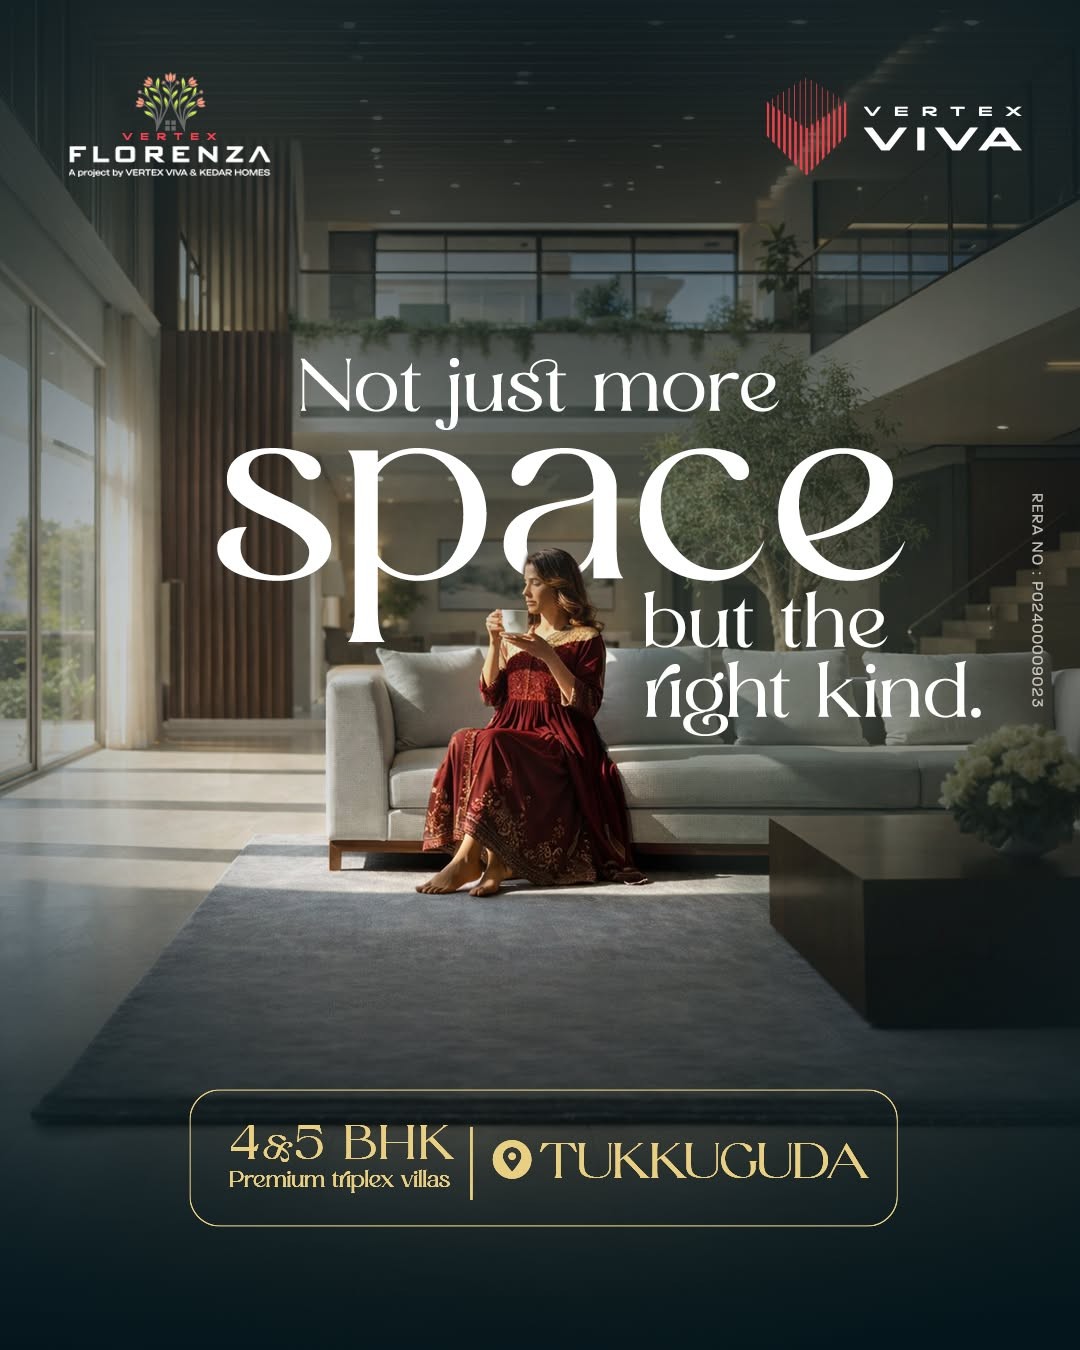 VERTEX
FLORENZA
A project by VERTEX VIVA & KEDAR HOMES
VERTEX
VIVA
Not just more
space
but the
right kind.
RERA NO : P02400009023
4&5 BHK
Premium triplex villas
TUKKUGUDA